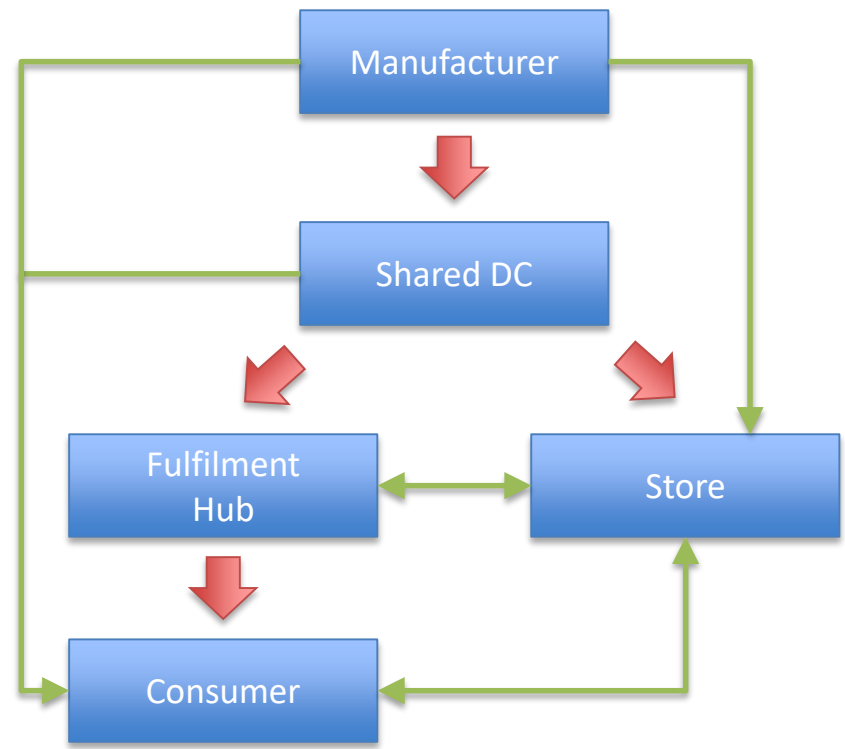 Manufacturer
Shared DC
Fulfilment
Hub
Store
Consumer